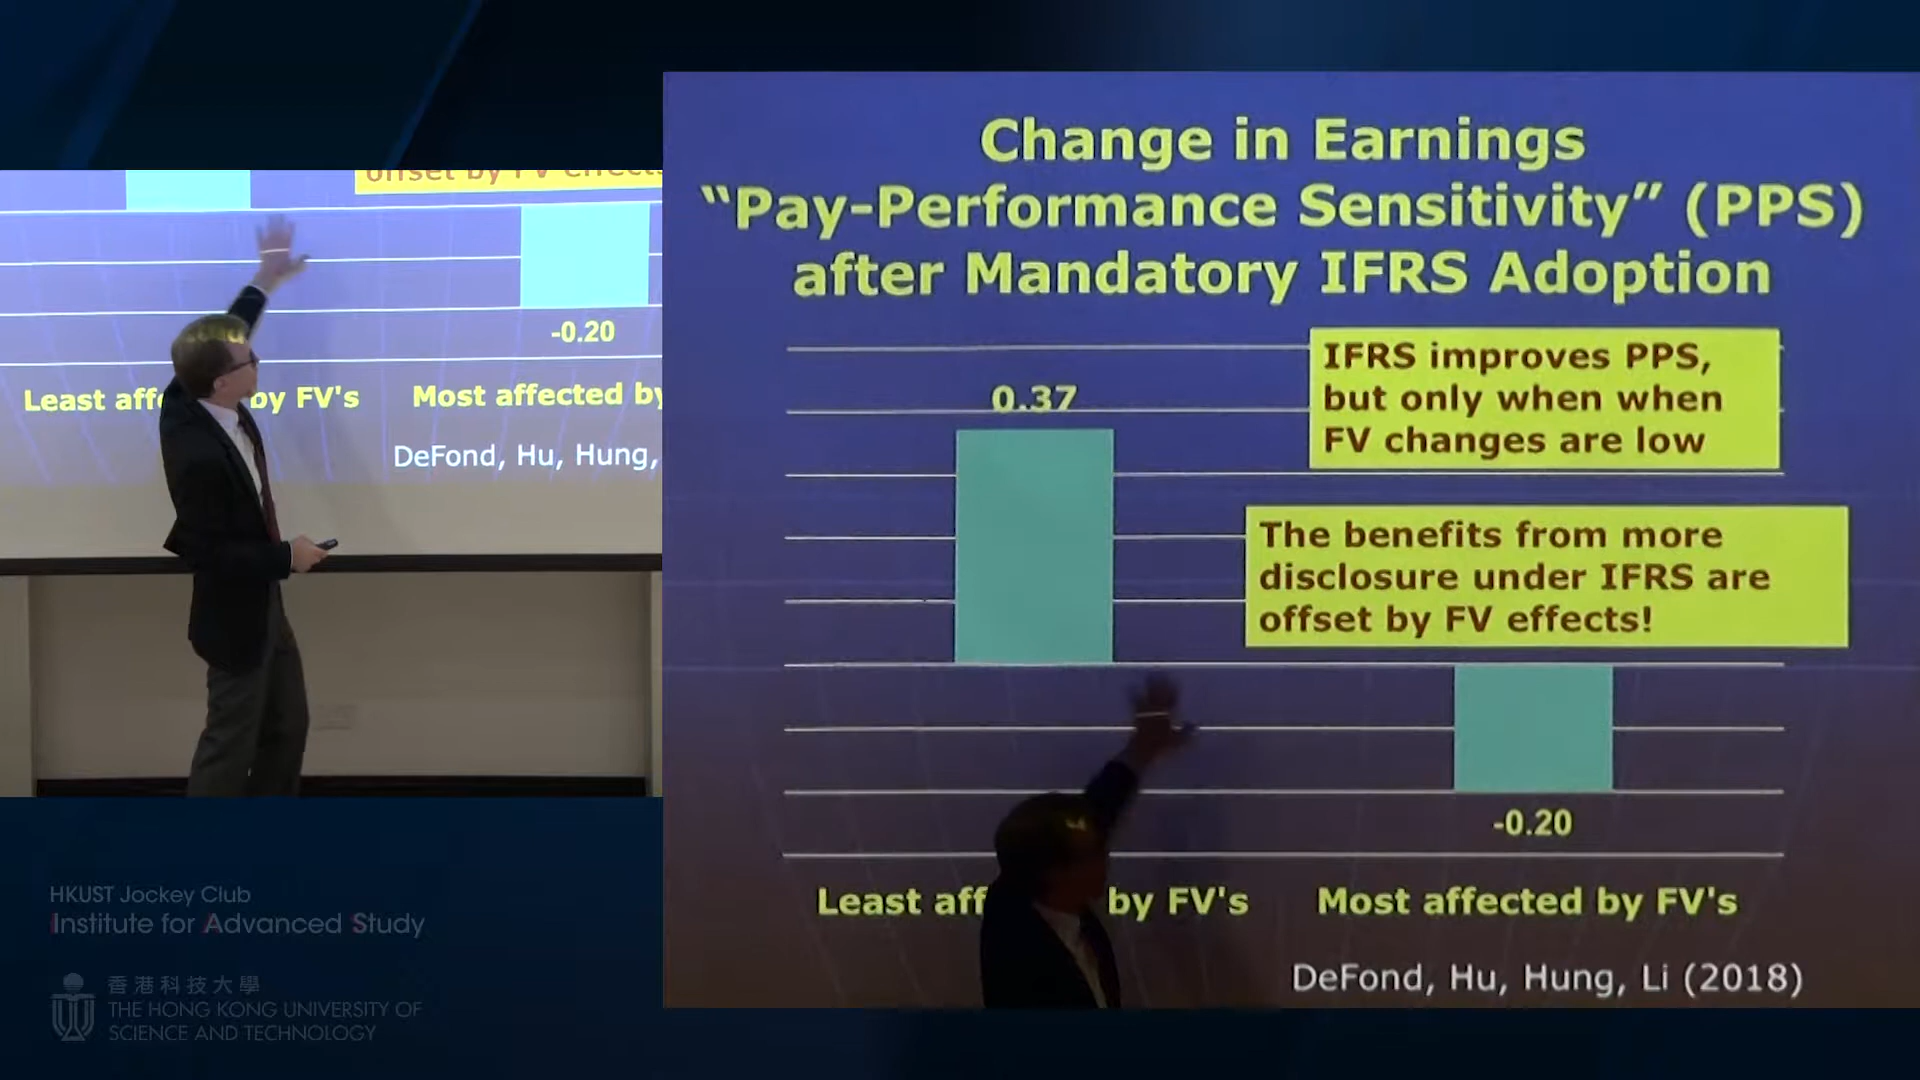 Change in Earnings
“Pay-Performance Sensitivity” (PPS)
after Mandatory IFRS Adoption
IFRS improves PPS,
but only when when
FV changes are low
0.37
The benefits from more
disclosure under IFRS are
offset by FV effects!
-0.20
Least aff by FV's
Most affected by FV's
DeFond, Hu, Hung, Li (2018)
offset by FV effects
-0.20
Least affe by FV's
Most affected by
DeFond, Hu, Hung,
HKUST Jockey Club
Institute for Advanced Study
香港科技大學
THE HONG KONG UNIVERSITY OF
SCIENCE AND TECHNOLOGY